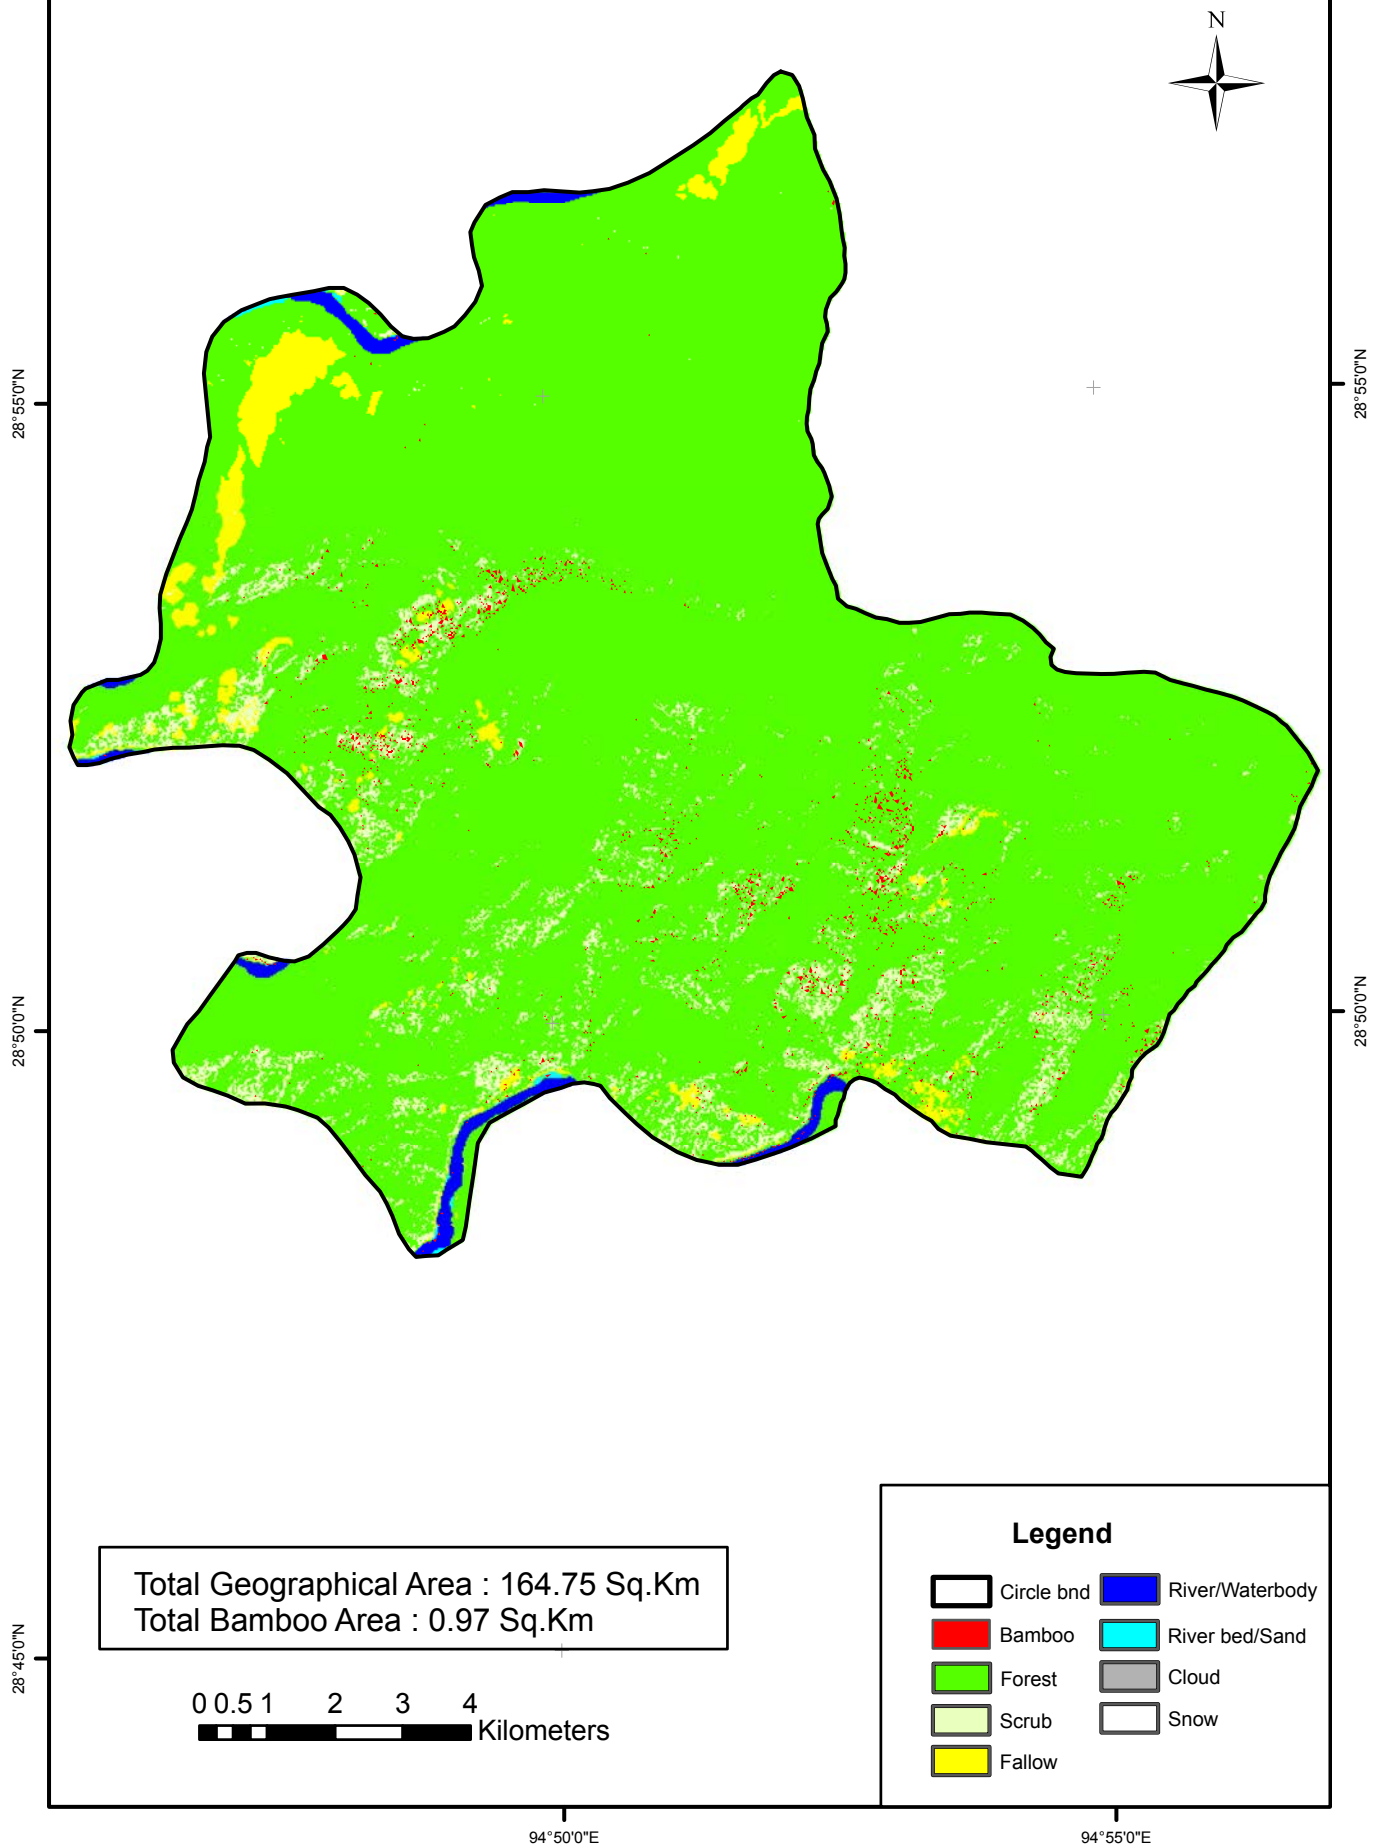 N
28°55'0"N
28°55'0"N
28°50'0"N
28°50'0"N
Total Geographical Area : 164.75 Sq.Km
Total Bamboo Area : 0.97 Sq.Km
28°45'0"N
0 0.5 1 2 3 4
Kilometers
Legend
Circle bnd
Bamboo
Forest
Scrub
Fallow
River/Waterbody
River bed/Sand
Cloud
Snow
94°50'0"E
94°55'0"E